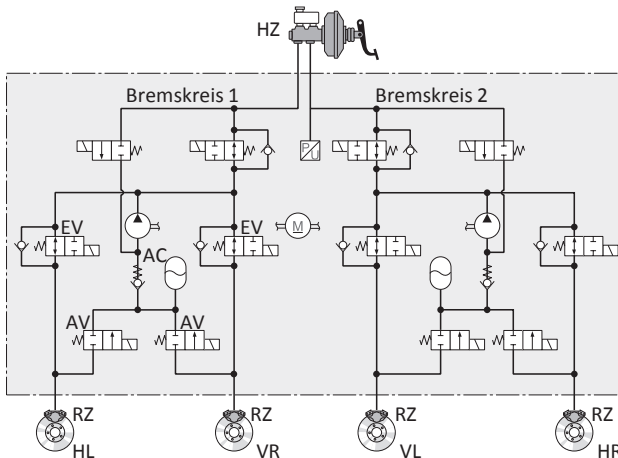 HZ
Bremskreis 1
Bremskreis 2
P
U
EV
EV
M
AC
AV
AV
RZ
RZ
RZ
RZ
HL
VR
VL
HR